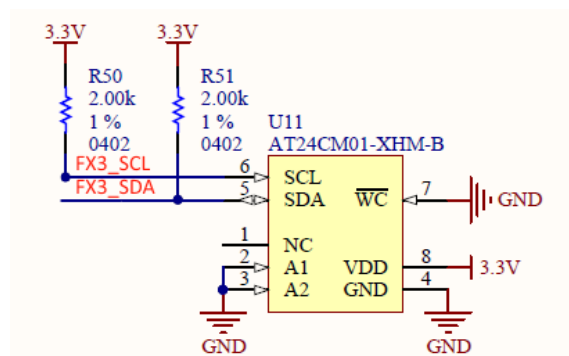 3.3V 3.3V
R50
2.00k
1 %
0402
R51
2.00k
1 %
0402
U11
AT24CM01-XHM-B
FX3_SCL
FX3_SDA
6 SCL
5 SDA
WC 7 GND
1 NC
2 A1
3 A2
VDD 8 3.3V
GND 4
GND
GND